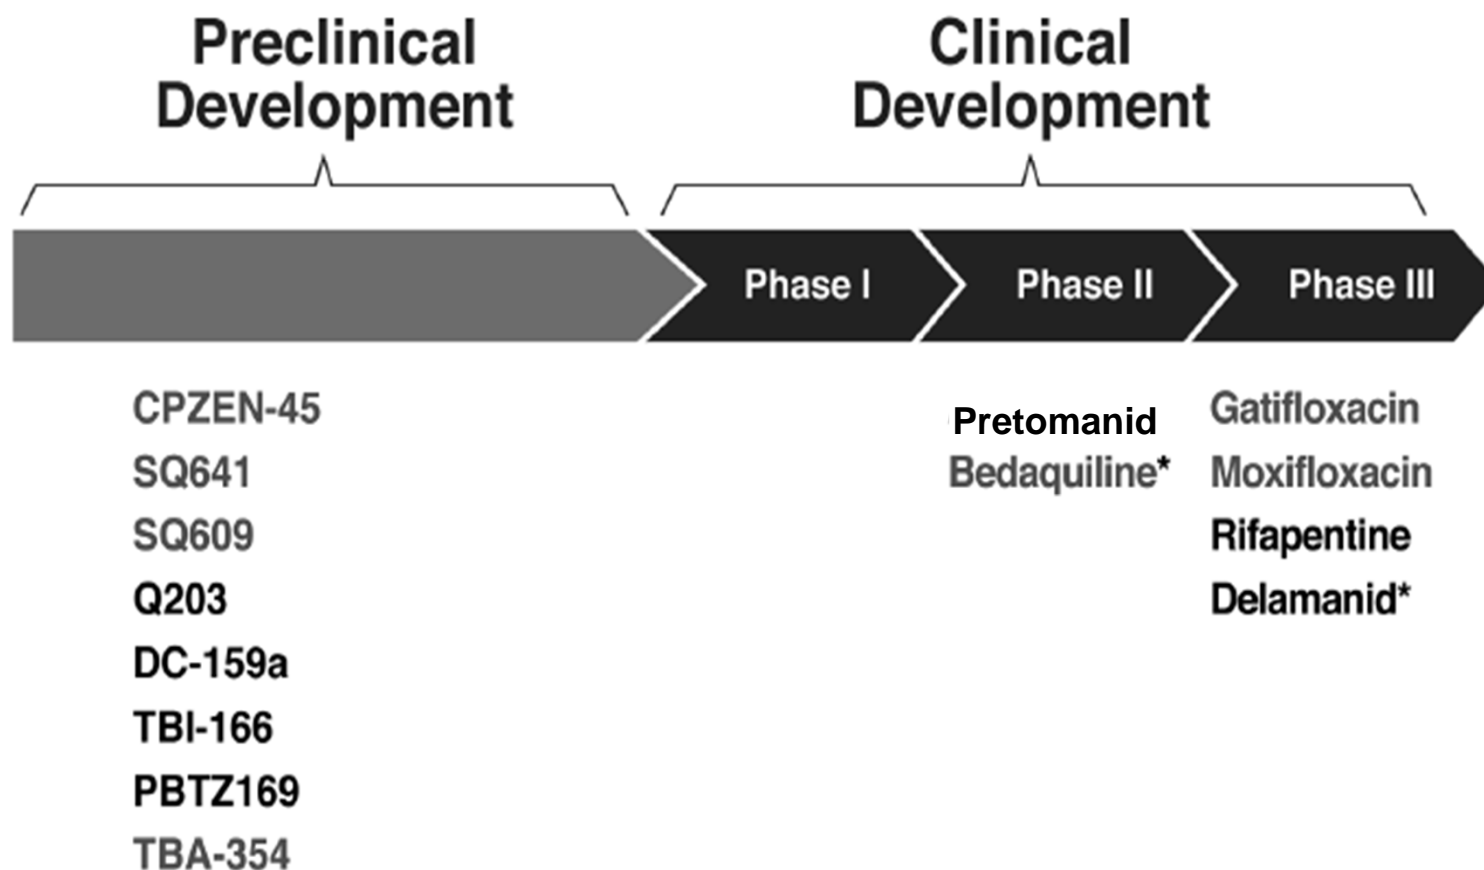 Preclinical
Development
Clinical
Development
Phase I
Phase II
Phase III
CPZEN-45
SQ641
SQ609
Q203
DC-159a
TBI-166
PBTZ169
TBA-354
Pretomanid
Bedaquiline*
Gatifloxacin
Moxifloxacin
Rifapentine
Delamanid*